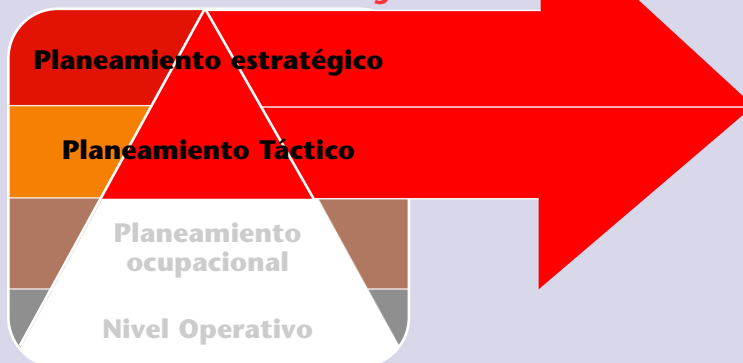 Planeamiento estratégico
Planeamiento Táctico
Planeamiento
ocupacional
Nivel Operativo